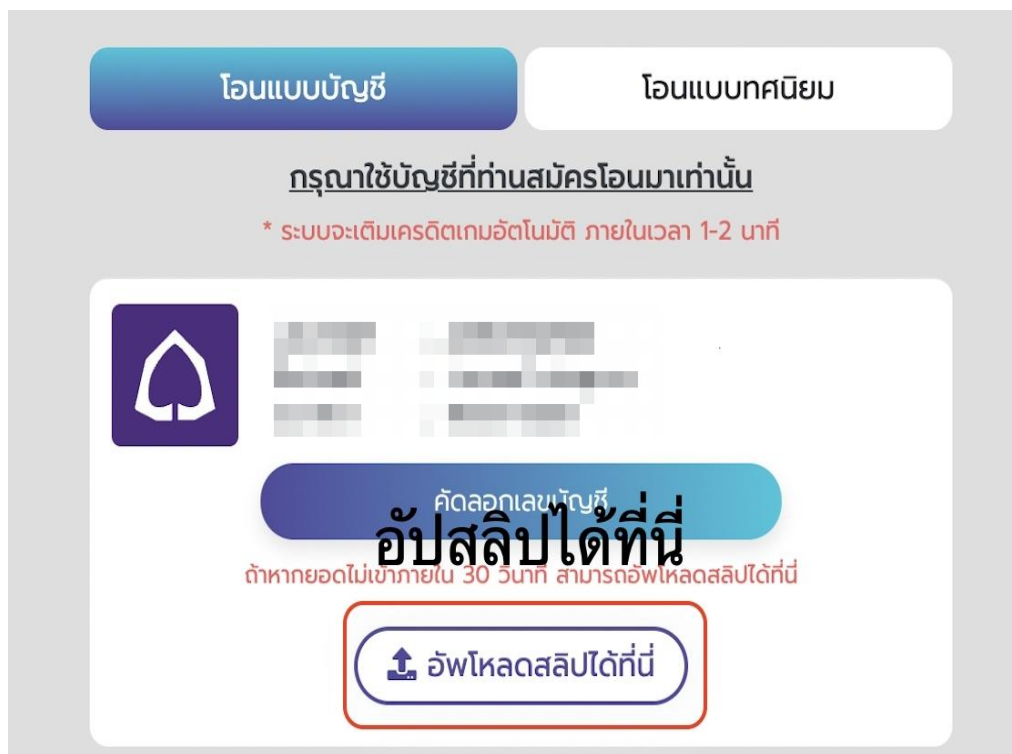 โอนแบบบัญชี
โอนแบบทศนิยม
กรุณาใช้บัญชีที่ท่านสมัครโอนมาเท่านั้น
* ระบบจะเติมเครดิตเกมอัตโนมัติ ภายในเวลา 1-2 นาที
คัดลอกเลขบัญชี
อัปสลิปได้ที่นี่
ถ้าหากยอดไม่เข้าภายใน 30 วินาที สามารถอัพโหลดสลิปได้ที่นี่
อัพโหลดสลิปได้ที่นี่